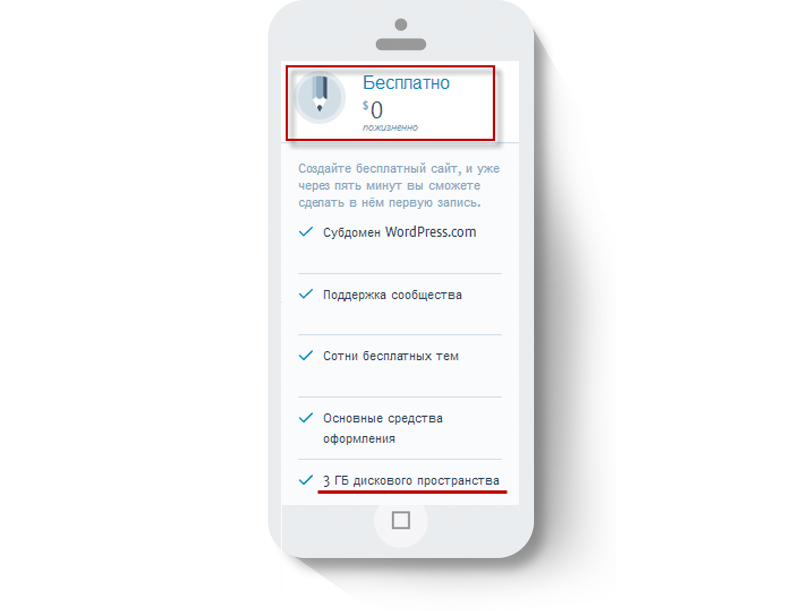 Бесплатно
$0
пожизненно
Создайте бесплатный сайт, и уже
через пять минут вы сможете
сделать в нём первую запись.
Субдомен WordPress.com
Поддержка сообщества
Сотни бесплатных тем
Основные средства
оформления
3 ГБ дискового пространства